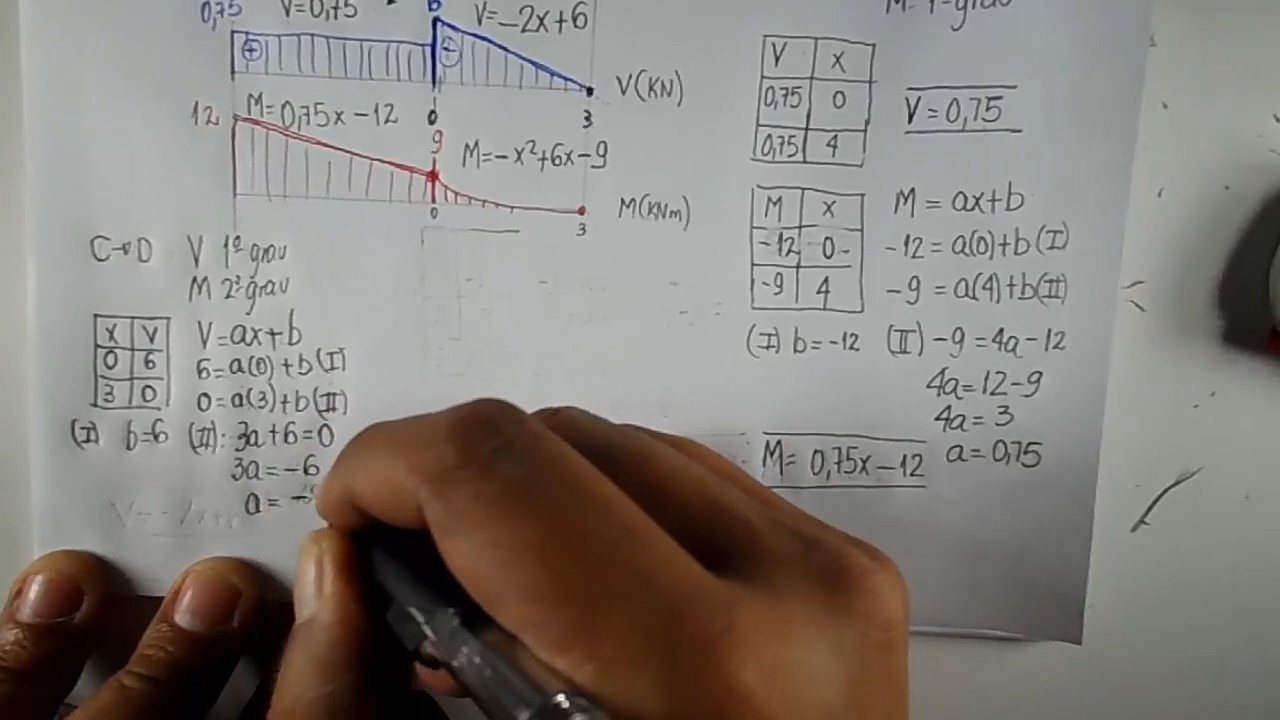 0,75 V=0,75 6 V=-2x+6
⊕ ⊕ V(KN)
0 3
12 M=0,75x-12 9 M=-x²+6x-9
M(KNm)
0 3
C→D V 1º grau
M 2º grau
X V
0 6
3 0
V=ax+b
6=a(0)+b(I)
0=a(3)+b(II)
(I) b=6 (II): 3a+6=0
3a=-6
a=-
M 1º grau
V X
0,75 0
0,75 4
V=0,75
M X
-12 0
-9 4
M=ax+b
-12=a(0)+b(I)
-9=a(4)+b(II)
(I) b=-12 (II) -9=4a-12
4a=12-9
4a=3
a=0,75
M=0,75x-12